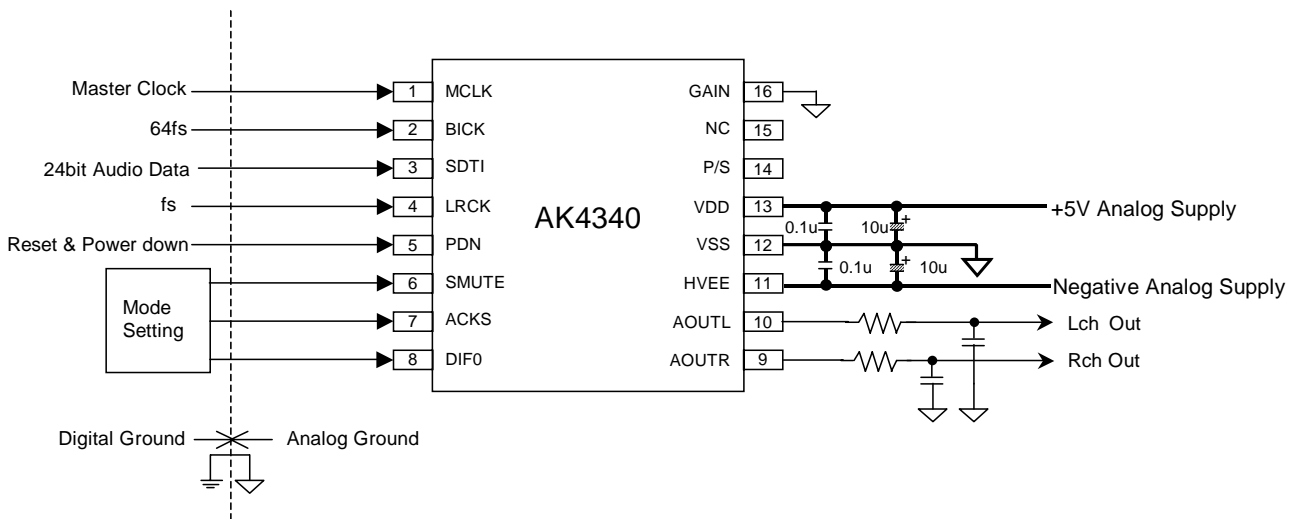 Master Clock
64fs
24bit Audio Data
fs
Reset & Power down
Mode
Setting
1 MCLK
2 BICK
3 SDTI
4 LRCK
5 PDN
6 SMUTE
7 ACKS
8 DIF0
AK4340
GAIN 16
NC 15
P/S 14
VDD 13
VSS 12
HVEE 11
AOUTL 10
AOUTR 9
0.1u
10u
+
0.1u
10u
+
+5V Analog Supply
Negative Analog Supply
Lch Out
Rch Out
Digital Ground
Analog Ground